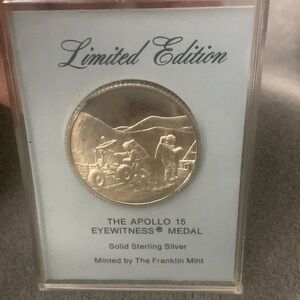 Limited Edition
THE APOLLO 15
EYEWITNESS® MEDAL
Solid Sterling Silver
Minted by The Franklin Mint